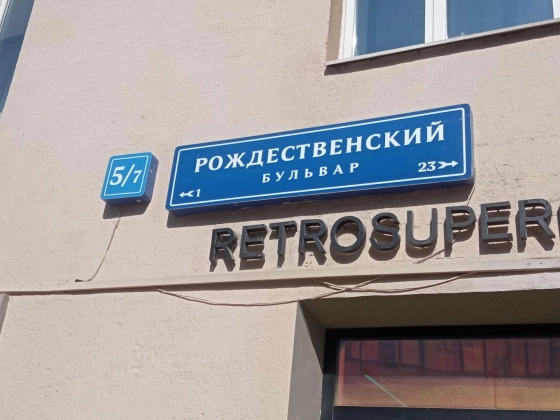 5/7
РОЖДЕСТВЕНСКИЙ
БУЛЬВАР
1 23
RETROSUPER